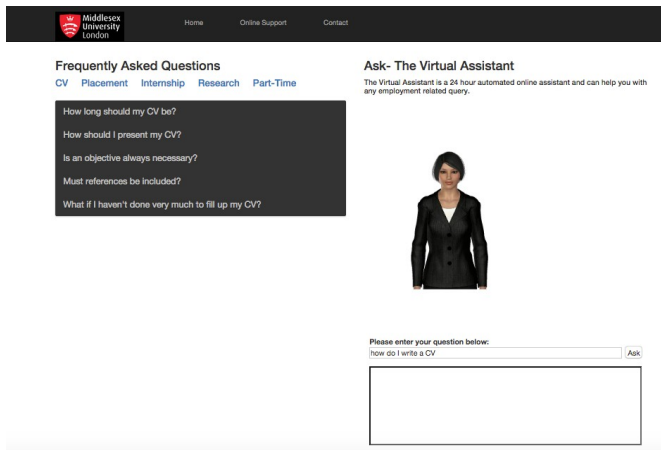 Middlesex
University
London
Home Online Support Contact
Frequently Asked Questions
CV Placement Internship Research Part-Time
How long should my CV be?
How should I present my CV?
Is an objective always necessary?
Must references be included?
What if I haven't done very much to fill up my CV?
Ask- The Virtual Assistant
The Virtual Assistant is a 24 hour automated online assistant and can help you with
any employment related query.
Please enter your question below:
how do I write a CV Ask